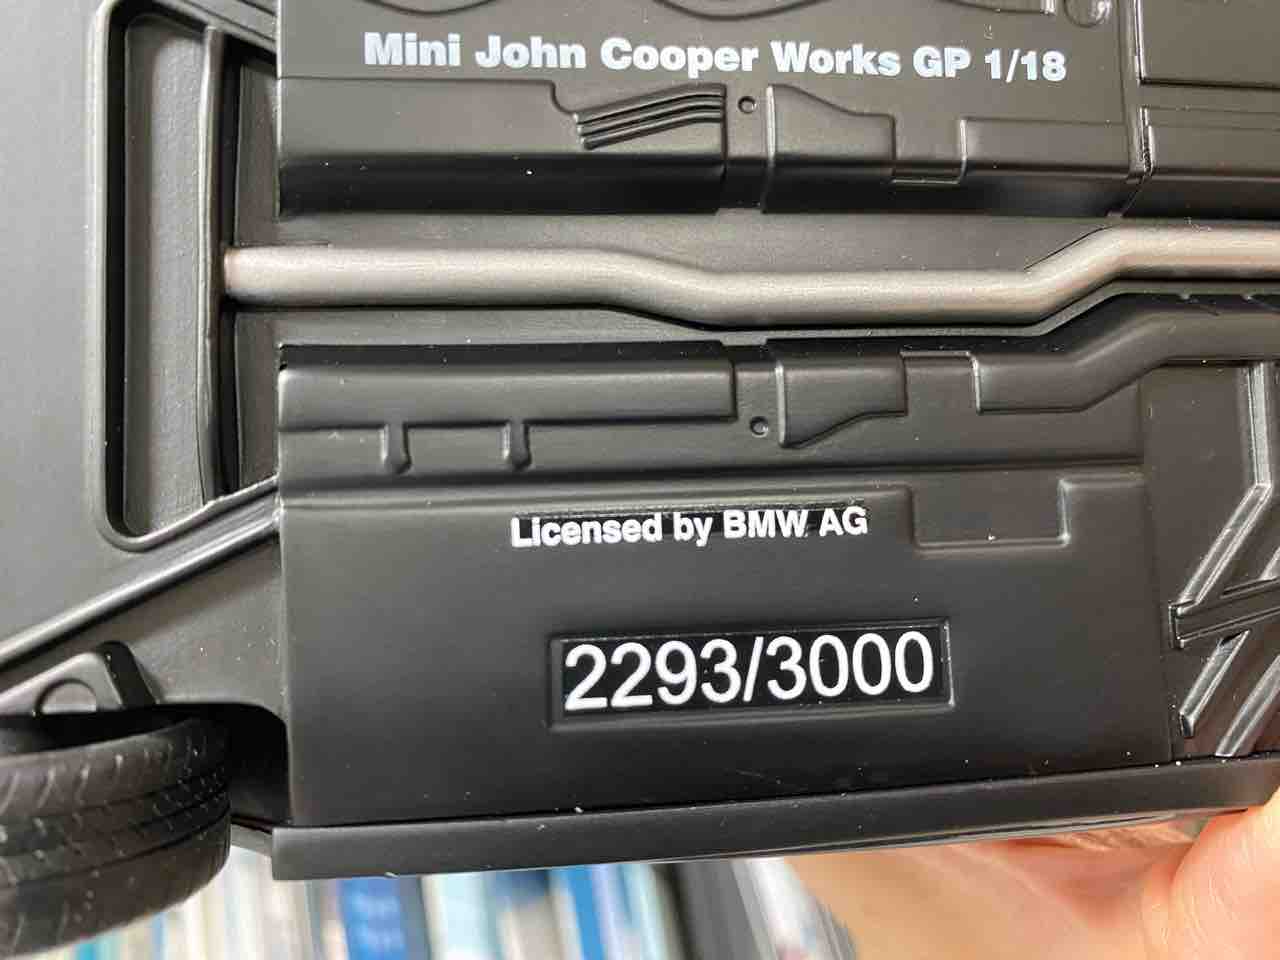 Mini John Cooper Works GP 1/18
Licensed by BMW AG
2293/3000